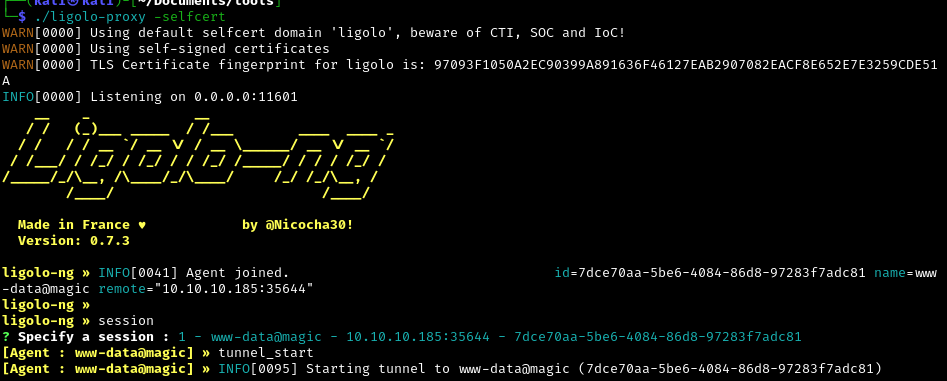 (kali㉿kali)-[~/Documents/tools]
└─$ ./ligolo-proxy -selfcert
WARN[0000] Using default selfcert domain 'ligolo', beware of CTI, SOC and IoC!
WARN[0000] Using self-signed certificates
WARN[0000] TLS Certificate fingerprint for ligolo is: 97093F1050A2EC90399A891636F46127EAB2907082EACF8E652E7E3259CDE51
A
INFO[0000] Listening on 0.0.0.0:11601
Ligolo-ng
Made in France ♥ by @Nicocha30!
Version: 0.7.3
ligolo-ng » INFO[0041] Agent joined. id=7dce70aa-5be6-4084-86d8-97283f7adc81 name=www
-data@magic remote="10.10.10.185:35644"
ligolo-ng »
ligolo-ng » session
? Specify a session : 1 - www-data@magic - 10.10.10.185:35644 - 7dce70aa-5be6-4084-86d8-97283f7adc81
[Agent : www-data@magic] » tunnel_start
[Agent : www-data@magic] » INFO[0095] Starting tunnel to www-data@magic (7dce70aa-5be6-4084-86d8-97283f7adc81)